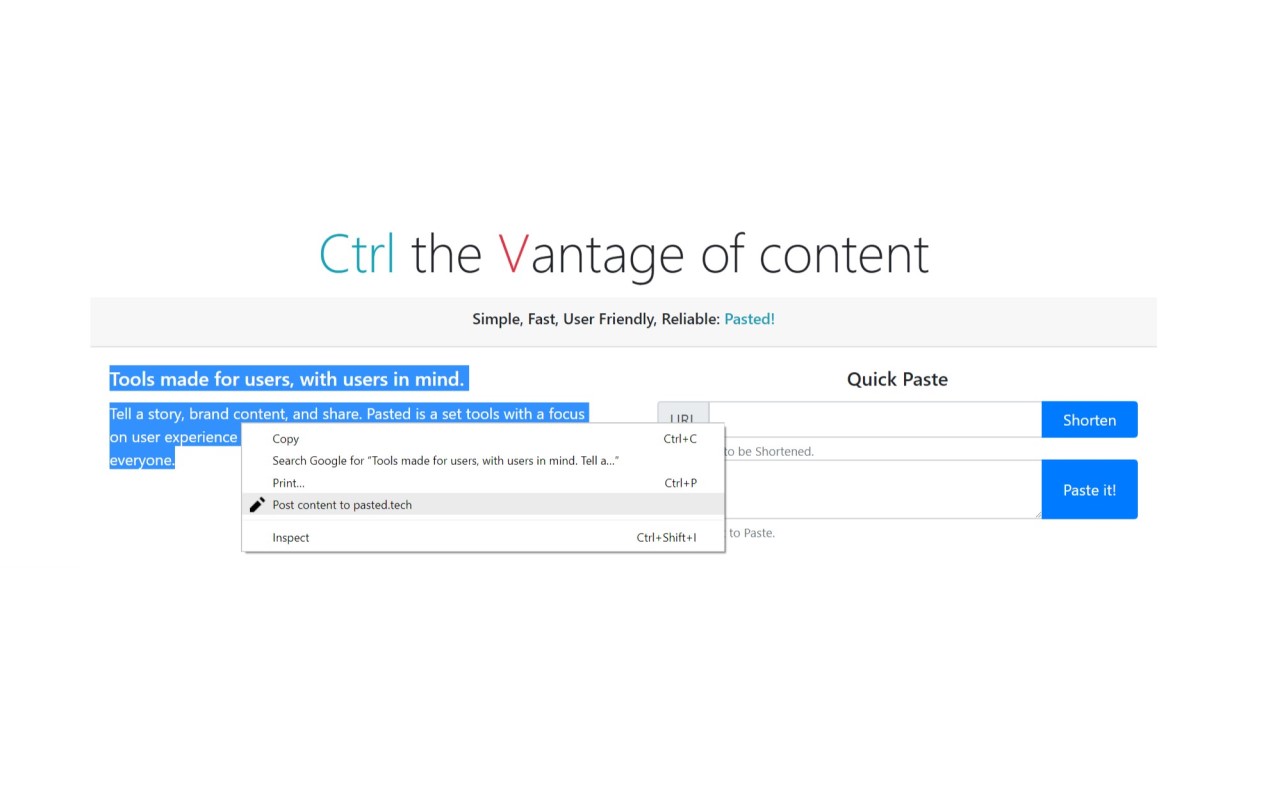 Ctrl the Vantage of content
Simple, Fast, User Friendly, Reliable: Pasted!
Tools made for users, with users in mind.
Tell a story, brand content, and share. Pasted is a set tools with a focus
on user experience
everyone.
Copy Ctrl+C
Search Google for “Tools made for users, with users in mind. Tell a...”
Print... Ctrl+P
Post content to pasted.tech
Inspect Ctrl+Shift+I
Quick Paste
URL
Shorten
to be Shortened.
Paste it!
to Paste.